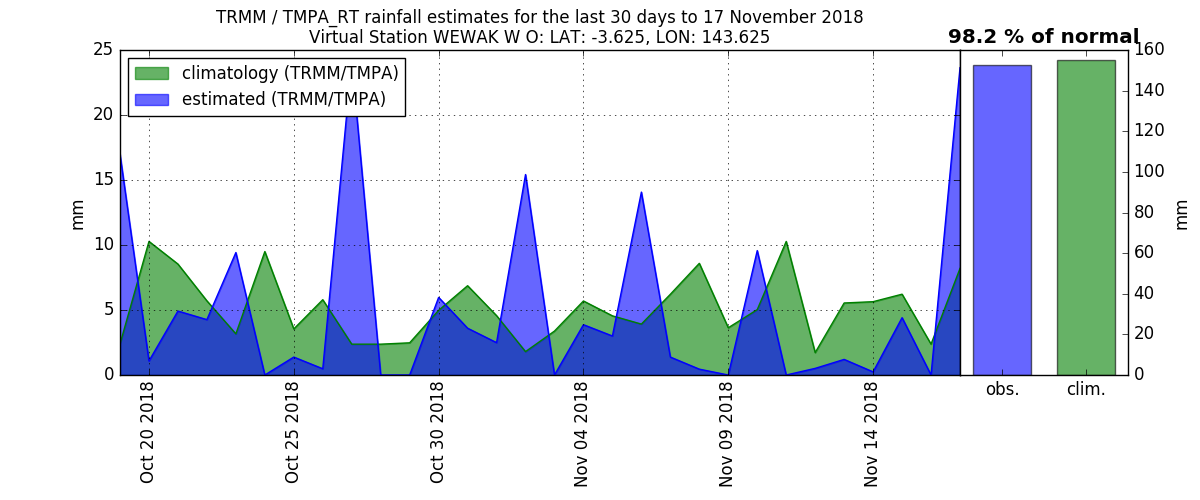 TRMM / TMPA_RT rainfall estimates for the last 30 days to 17 November 2018
Virtual Station WEWAK W O: LAT: -3.625, LON: 143.625
98.2 % of normal
climatology (TRMM/TMPA)
estimated (TRMM/TMPA)
25
20
15
10
5
0
mm
Oct 20 2018
Oct 25 2018
Oct 30 2018
Nov 04 2018
Nov 09 2018
Nov 14 2018
obs.
clim.
160
140
120
100
80
60
40
20
0
mm